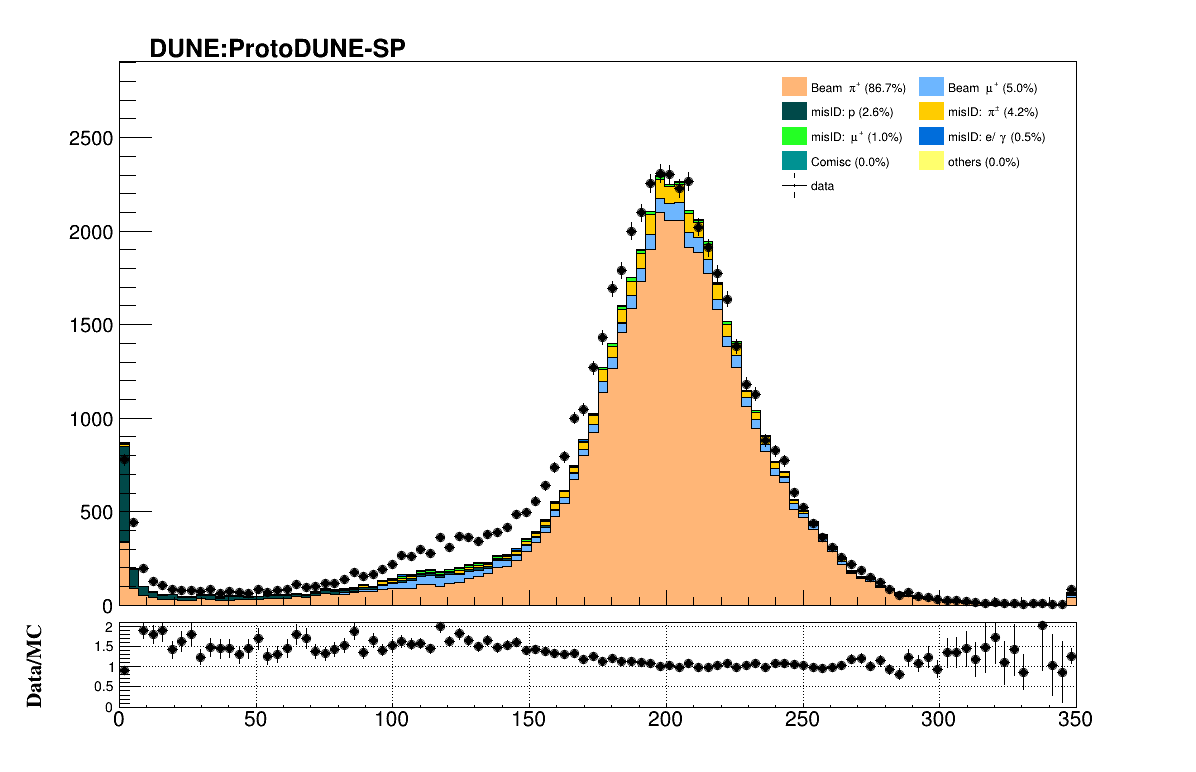 DUNE:ProtoDUNE-SP
Beam π⁺ (86.7%) Beam μ⁺ (5.0%)
misID: p (2.6%) misID: π± (4.2%)
misID: μ⁺ (1.0%) misID: e/ γ (0.5%)
Comisc (0.0%) others (0.0%)
data
2500
2000
1500
1000
500
0
Data/MC
2
1.5
1
0.5
0
0 50 100 150 200 250 300 350